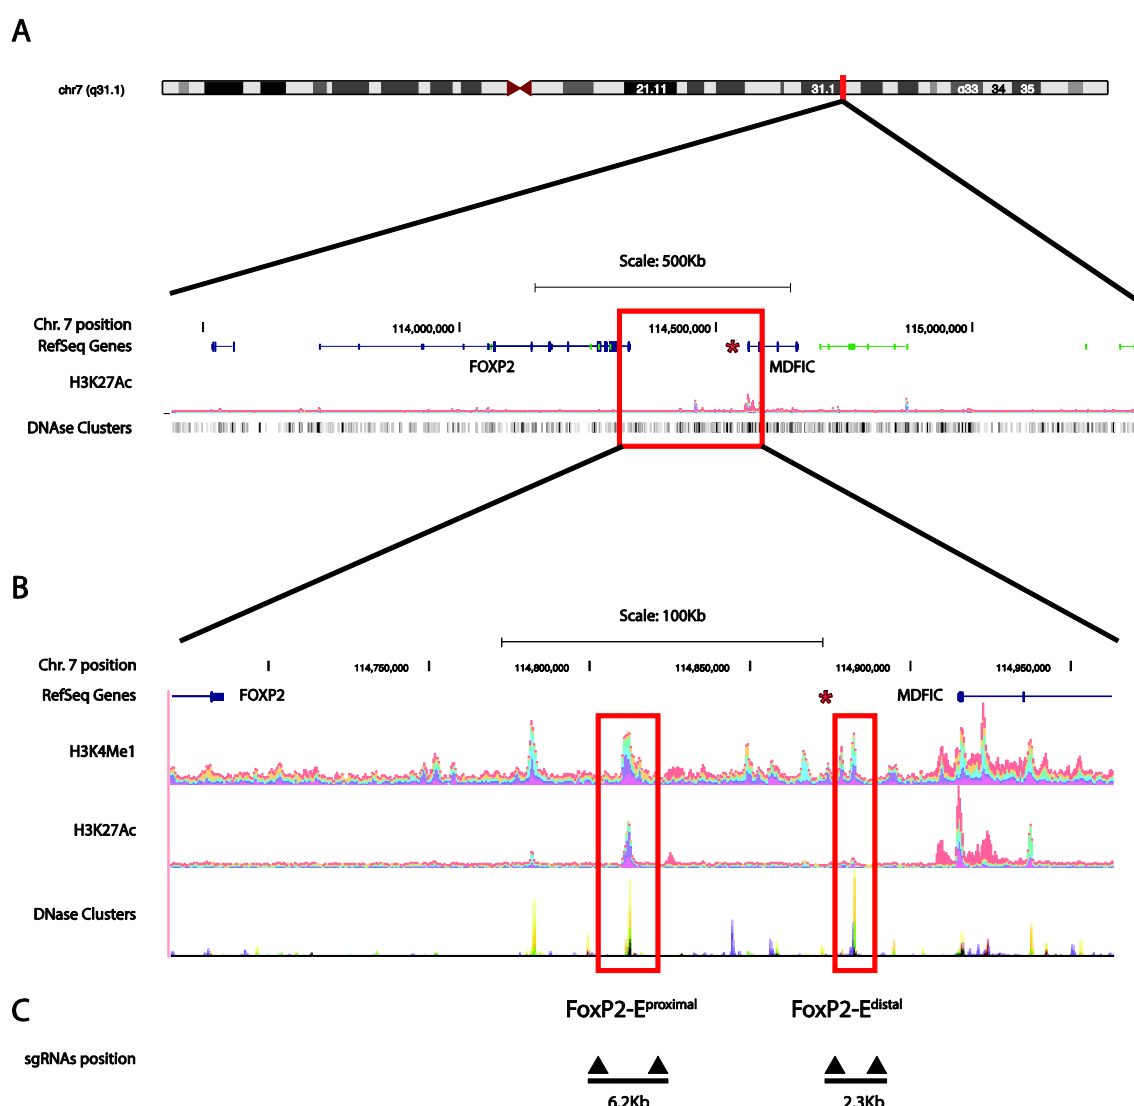 A
chr7 (q31.1)
21.11 31.1 q33 34 35
Scale: 500Kb
Chr. 7 position 114,000,000 114,500,000 115,000,000
RefSeq Genes *
FOXP2 MDFIC
H3K27Ac
DNAse Clusters
B
Scale: 100Kb
Chr. 7 position 114,750,000 114,800,000 114,850,000 114,900,000 114,950,000
RefSeq Genes FOXP2 * MDFIC
H3K4Me1
H3K27Ac
DNase Clusters
FoxP2-Eproximal FoxP2-Edistal
C
sgRNAs position
6.2Kb 2.3Kb